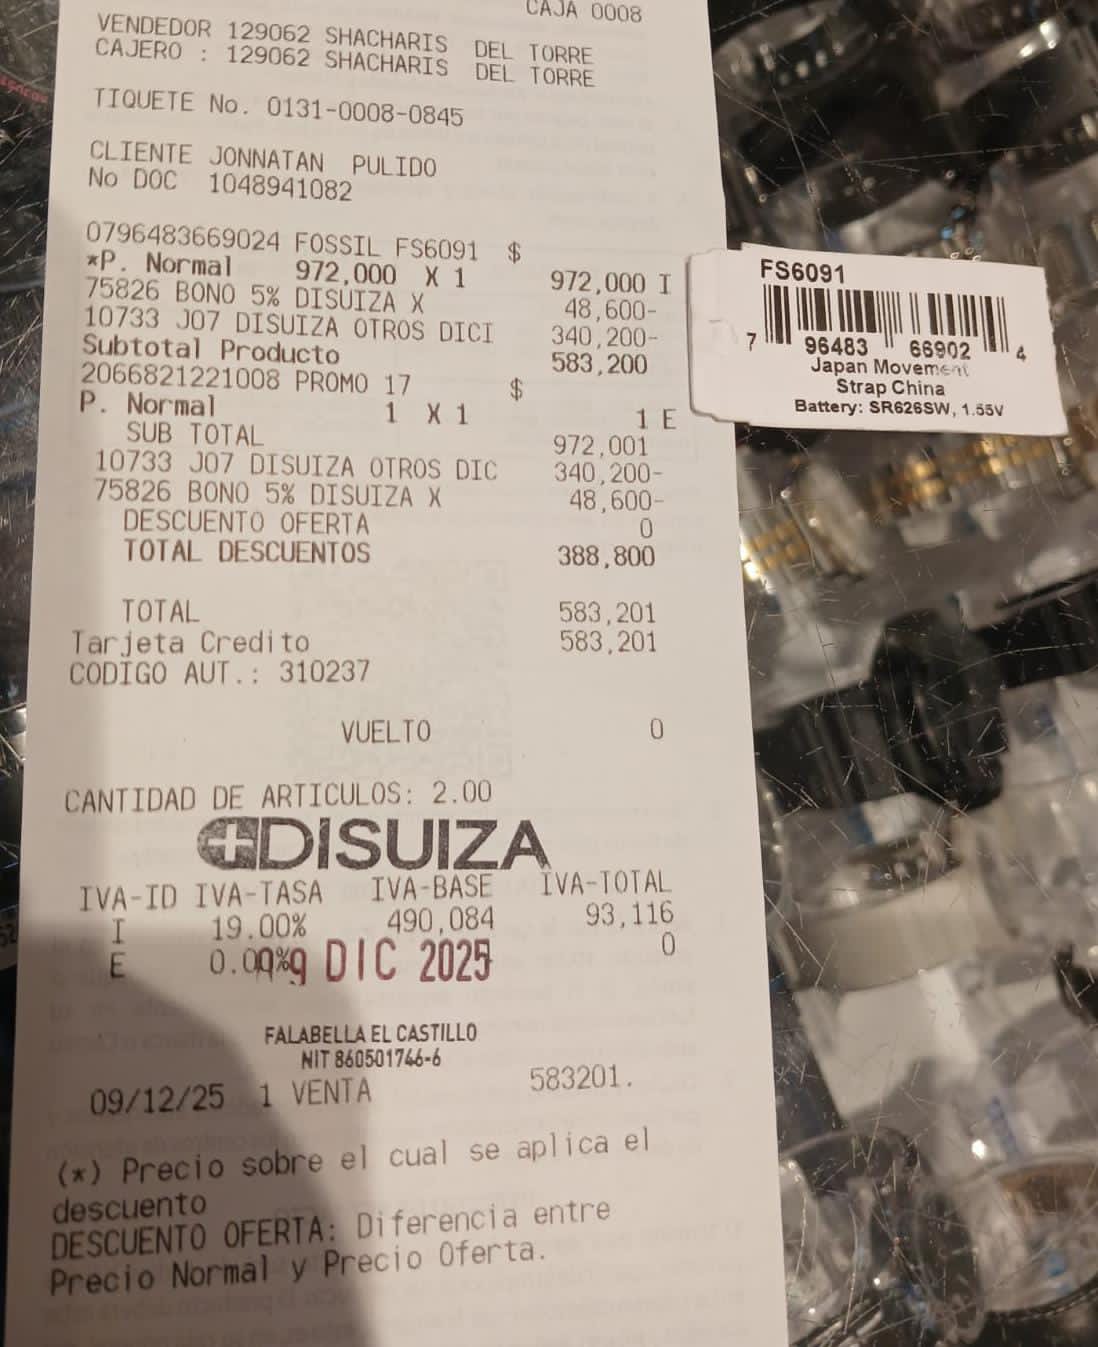 CAJA 0008
VENDEDOR 129062 SHACHARIS DEL TORRE
CAJERO : 129062 SHACHARIS DEL TORRE
TIQUETE No. 0131-0008-0845
CLIENTE JONNATAN PULIDO
No DOC 1048941082
0796483669024 FOSSIL FS6091 $
*P. Normal 972,000 X 1 972,000 I
75826 BONO 5% DISUIZA X 48,600-
10733 J07 DISUIZA OTROS DICI 340,200-
Subtotal Producto 583,200
2066821221008 PROMO 17 $
P. Normal 1 X 1 1 E
SUB TOTAL 972,001
10733 J07 DISUIZA OTROS DIC 340,200-
75826 BONO 5% DISUIZA X 48,600-
DESCUENTO OFERTA 0
TOTAL DESCUENTOS 388,800
TOTAL 583,201
Tarjeta Credito 583,201
CODIGO AUT.: 310237
VUELTO 0
CANTIDAD DE ARTICULOS: 2.00
DISUIZA
IVA-ID IVA-TASA IVA-BASE IVA-TOTAL
I 19.00% 490,084 93,116
E 0.00% 0
09 DIC 2025
FALABELLA EL CASTILLO
NIT 860501746-6
09/12/25 1 VENTA 583201.
(*) Precio sobre el cual se aplica el
descuento
DESCUENTO OFERTA: Diferencia entre
Precio Normal y Precio Oferta.
FS6091
7 96483 66902 4
Japan Movement
Strap China
Battery: SR626SW, 1.55V